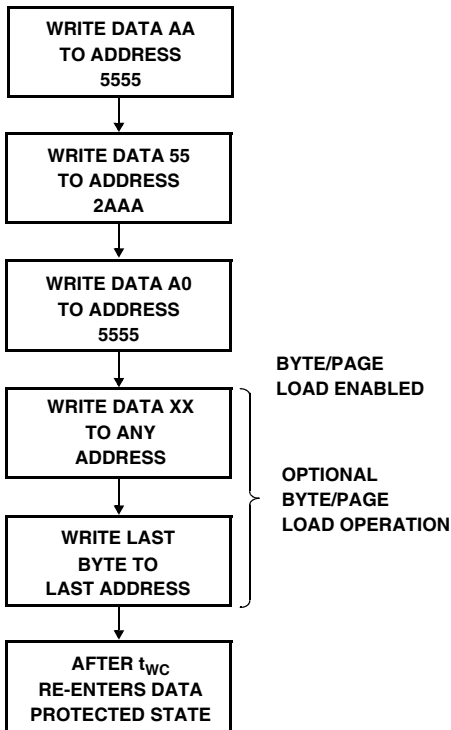 WRITE DATA AA
TO ADDRESS
5555
WRITE DATA 55
TO ADDRESS
2AAA
WRITE DATA A0
TO ADDRESS
5555
BYTE/PAGE
LOAD ENABLED
WRITE DATA XX
TO ANY
ADDRESS
OPTIONAL
BYTE/PAGE
LOAD OPERATION
WRITE LAST
BYTE TO
LAST ADDRESS
AFTER tWC
RE-ENTERS DATA
PROTECTED STATE